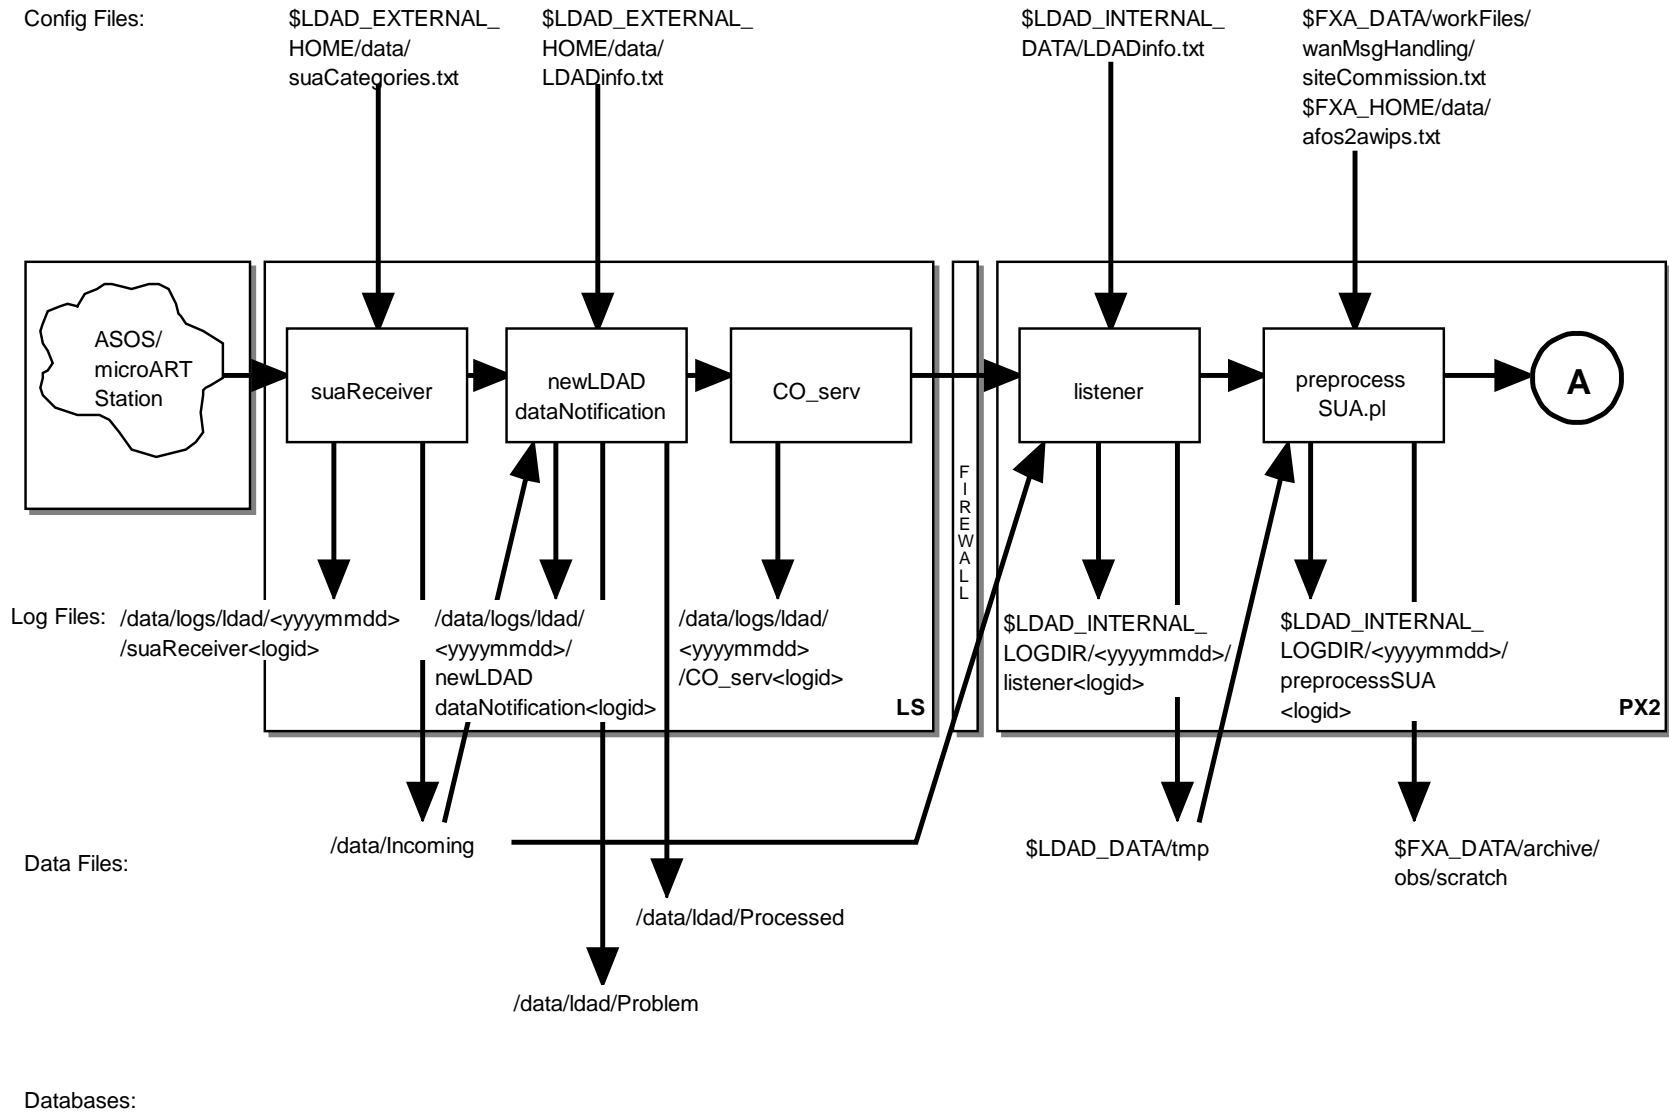 Config Files:
$LDAD_EXTERNAL_
HOME/data/
suaCategories.txt
$LDAD_EXTERNAL_
HOME/data/
LDADinfo.txt
$LDAD_INTERNAL_
DATA/LDADinfo.txt
$FXA_DATA/workFiles/
wanMsgHandling/
siteCommission.txt
$FXA_HOME/data/
afos2awips.txt
ASOS/
microART
Station
suaReceiver
newLDAD
dataNotification
CO_serv
FIREWALL
listener
preprocess
SUA.pl
A
Log Files:
/data/logs/ldad/<yyyymmdd>
/suaReceiver<logid>
/data/logs/ldad/
<yyyymmdd>/
newLDAD
dataNotification<logid>
/data/logs/ldad/
<yyyymmdd>
/CO_serv<logid>
LS
$LDAD_INTERNAL_
LOGDIR/<yyyymmdd>/
listener<logid>
$LDAD_INTERNAL_
LOGDIR/<yyyymmdd>/
preprocessSUA
<logid>
PX2
Data Files:
/data/Incoming
/data/ldad/Processed
/data/ldad/Problem
$LDAD_DATA/tmp
$FXA_DATA/archive/
obs/scratch
Databases: